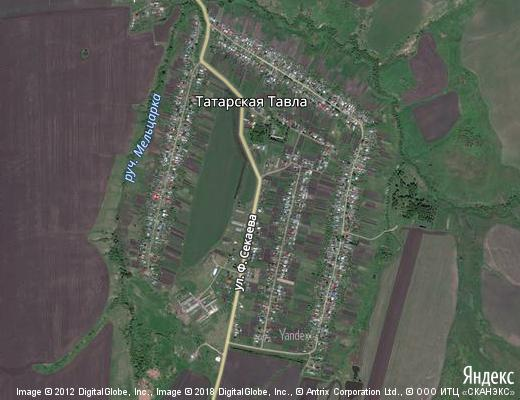 Татарская Тавла
руч. Мельцарка
ул. Ф. Секаева
Yandex
Яндекс
Image © 2012 DigitalGlobe, Inc., © Image © 2018 DigitalGlobe, Inc., © Antrix Corporation Ltd., © ООО ИТЦ «СКАНЭКС»